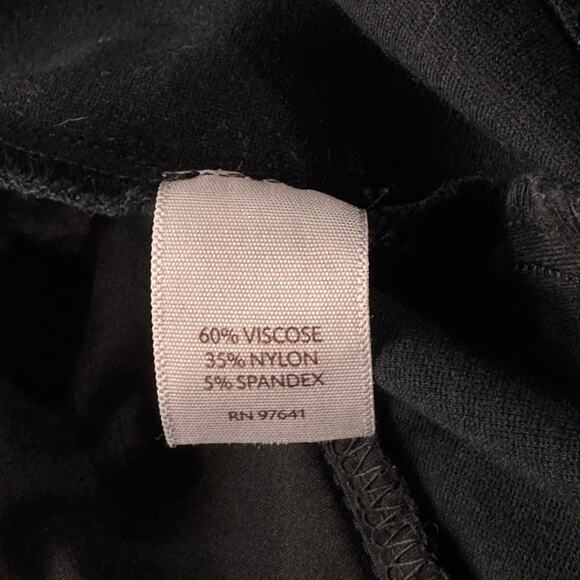 60% VISCOSE
35% NYLON
5% SPANDEX
RN 97641